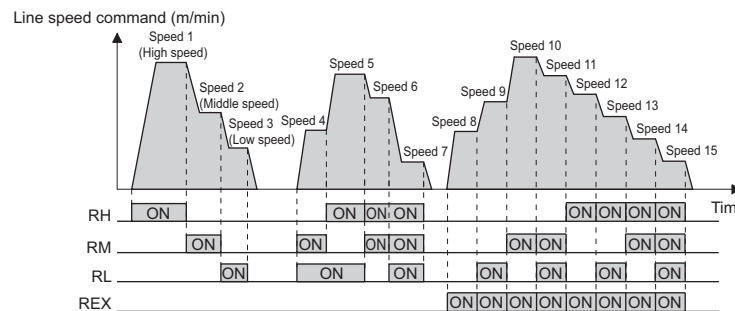 Line speed command (m/min)
Speed 1
(High speed)
Speed 2
(Middle speed)
Speed 3
(Low speed)
Speed 4
Speed 5
Speed 6
Speed 7
Speed 8
Speed 9
Speed 10
Speed 11
Speed 12
Speed 13
Speed 14
Speed 15
Tim
RH ON ON ON ON ON ON ON ON
RM ON ON ON ON ON ON ON ON
RL ON ON ON ON ON ON ON
REX ON ON ON ON ON ON ON ON